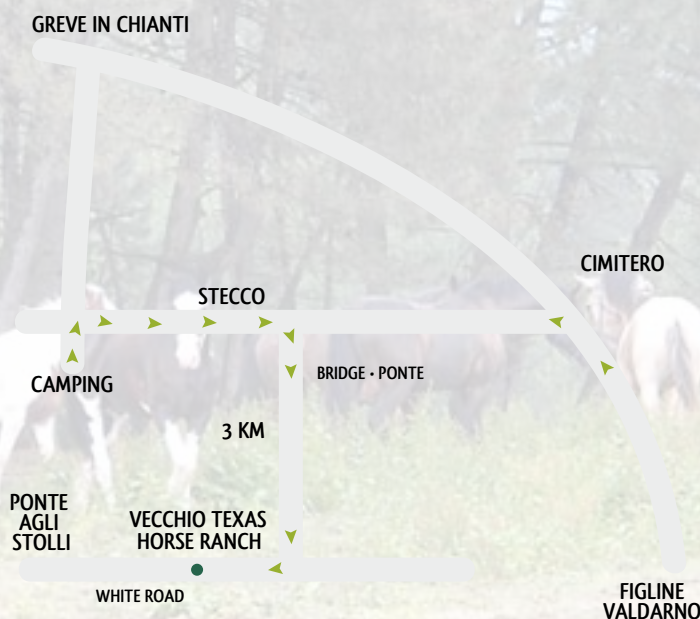 GREVE IN CHIANTI
CIMITERO
STECCO
BRIDGE · PONTE
CAMPING
3 KM
PONTE
AGLI
STOLLI
VECCHIO TEXAS
HORSE RANCH
WHITE ROAD
FIGLINE
VALDARNO